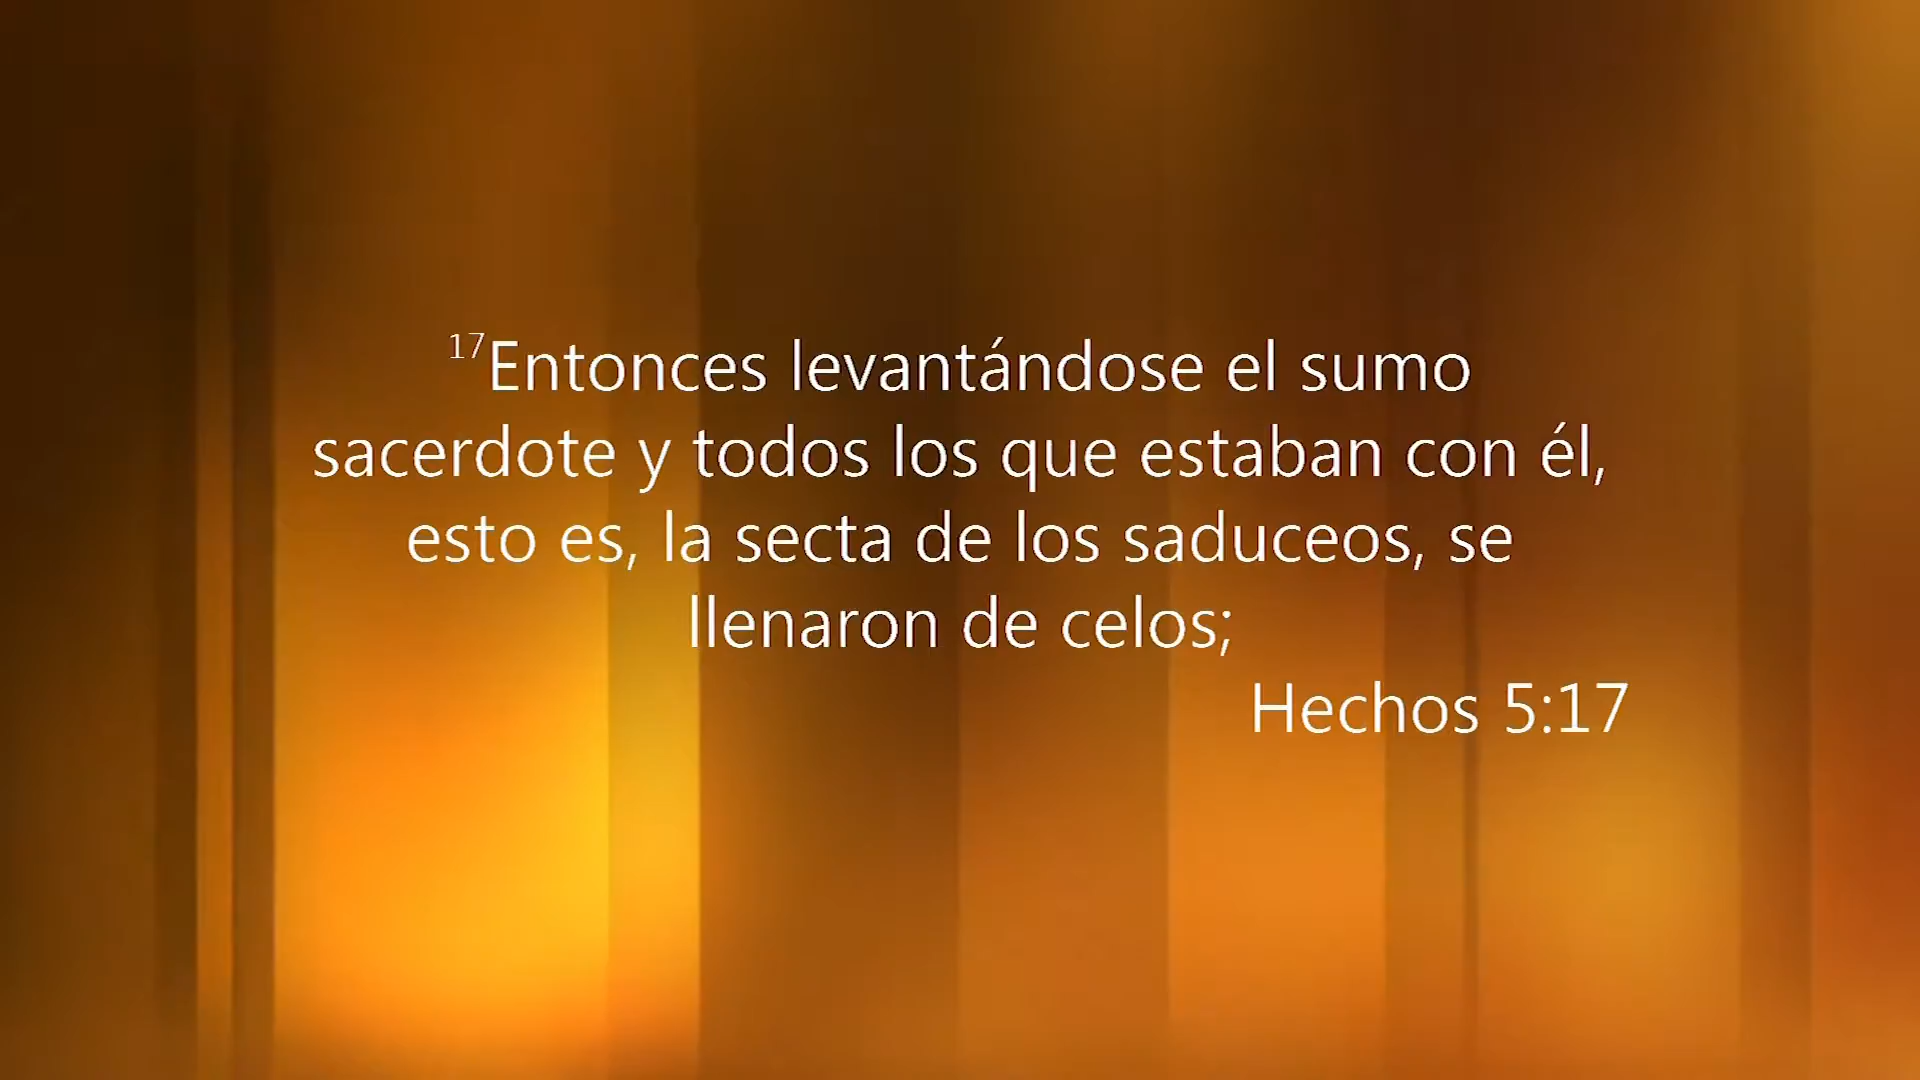 17Entonces levantándose el sumo
sacerdote y todos los que estaban con él,
esto es, la secta de los saduceos, se
llenaron de celos;
Hechos 5:17